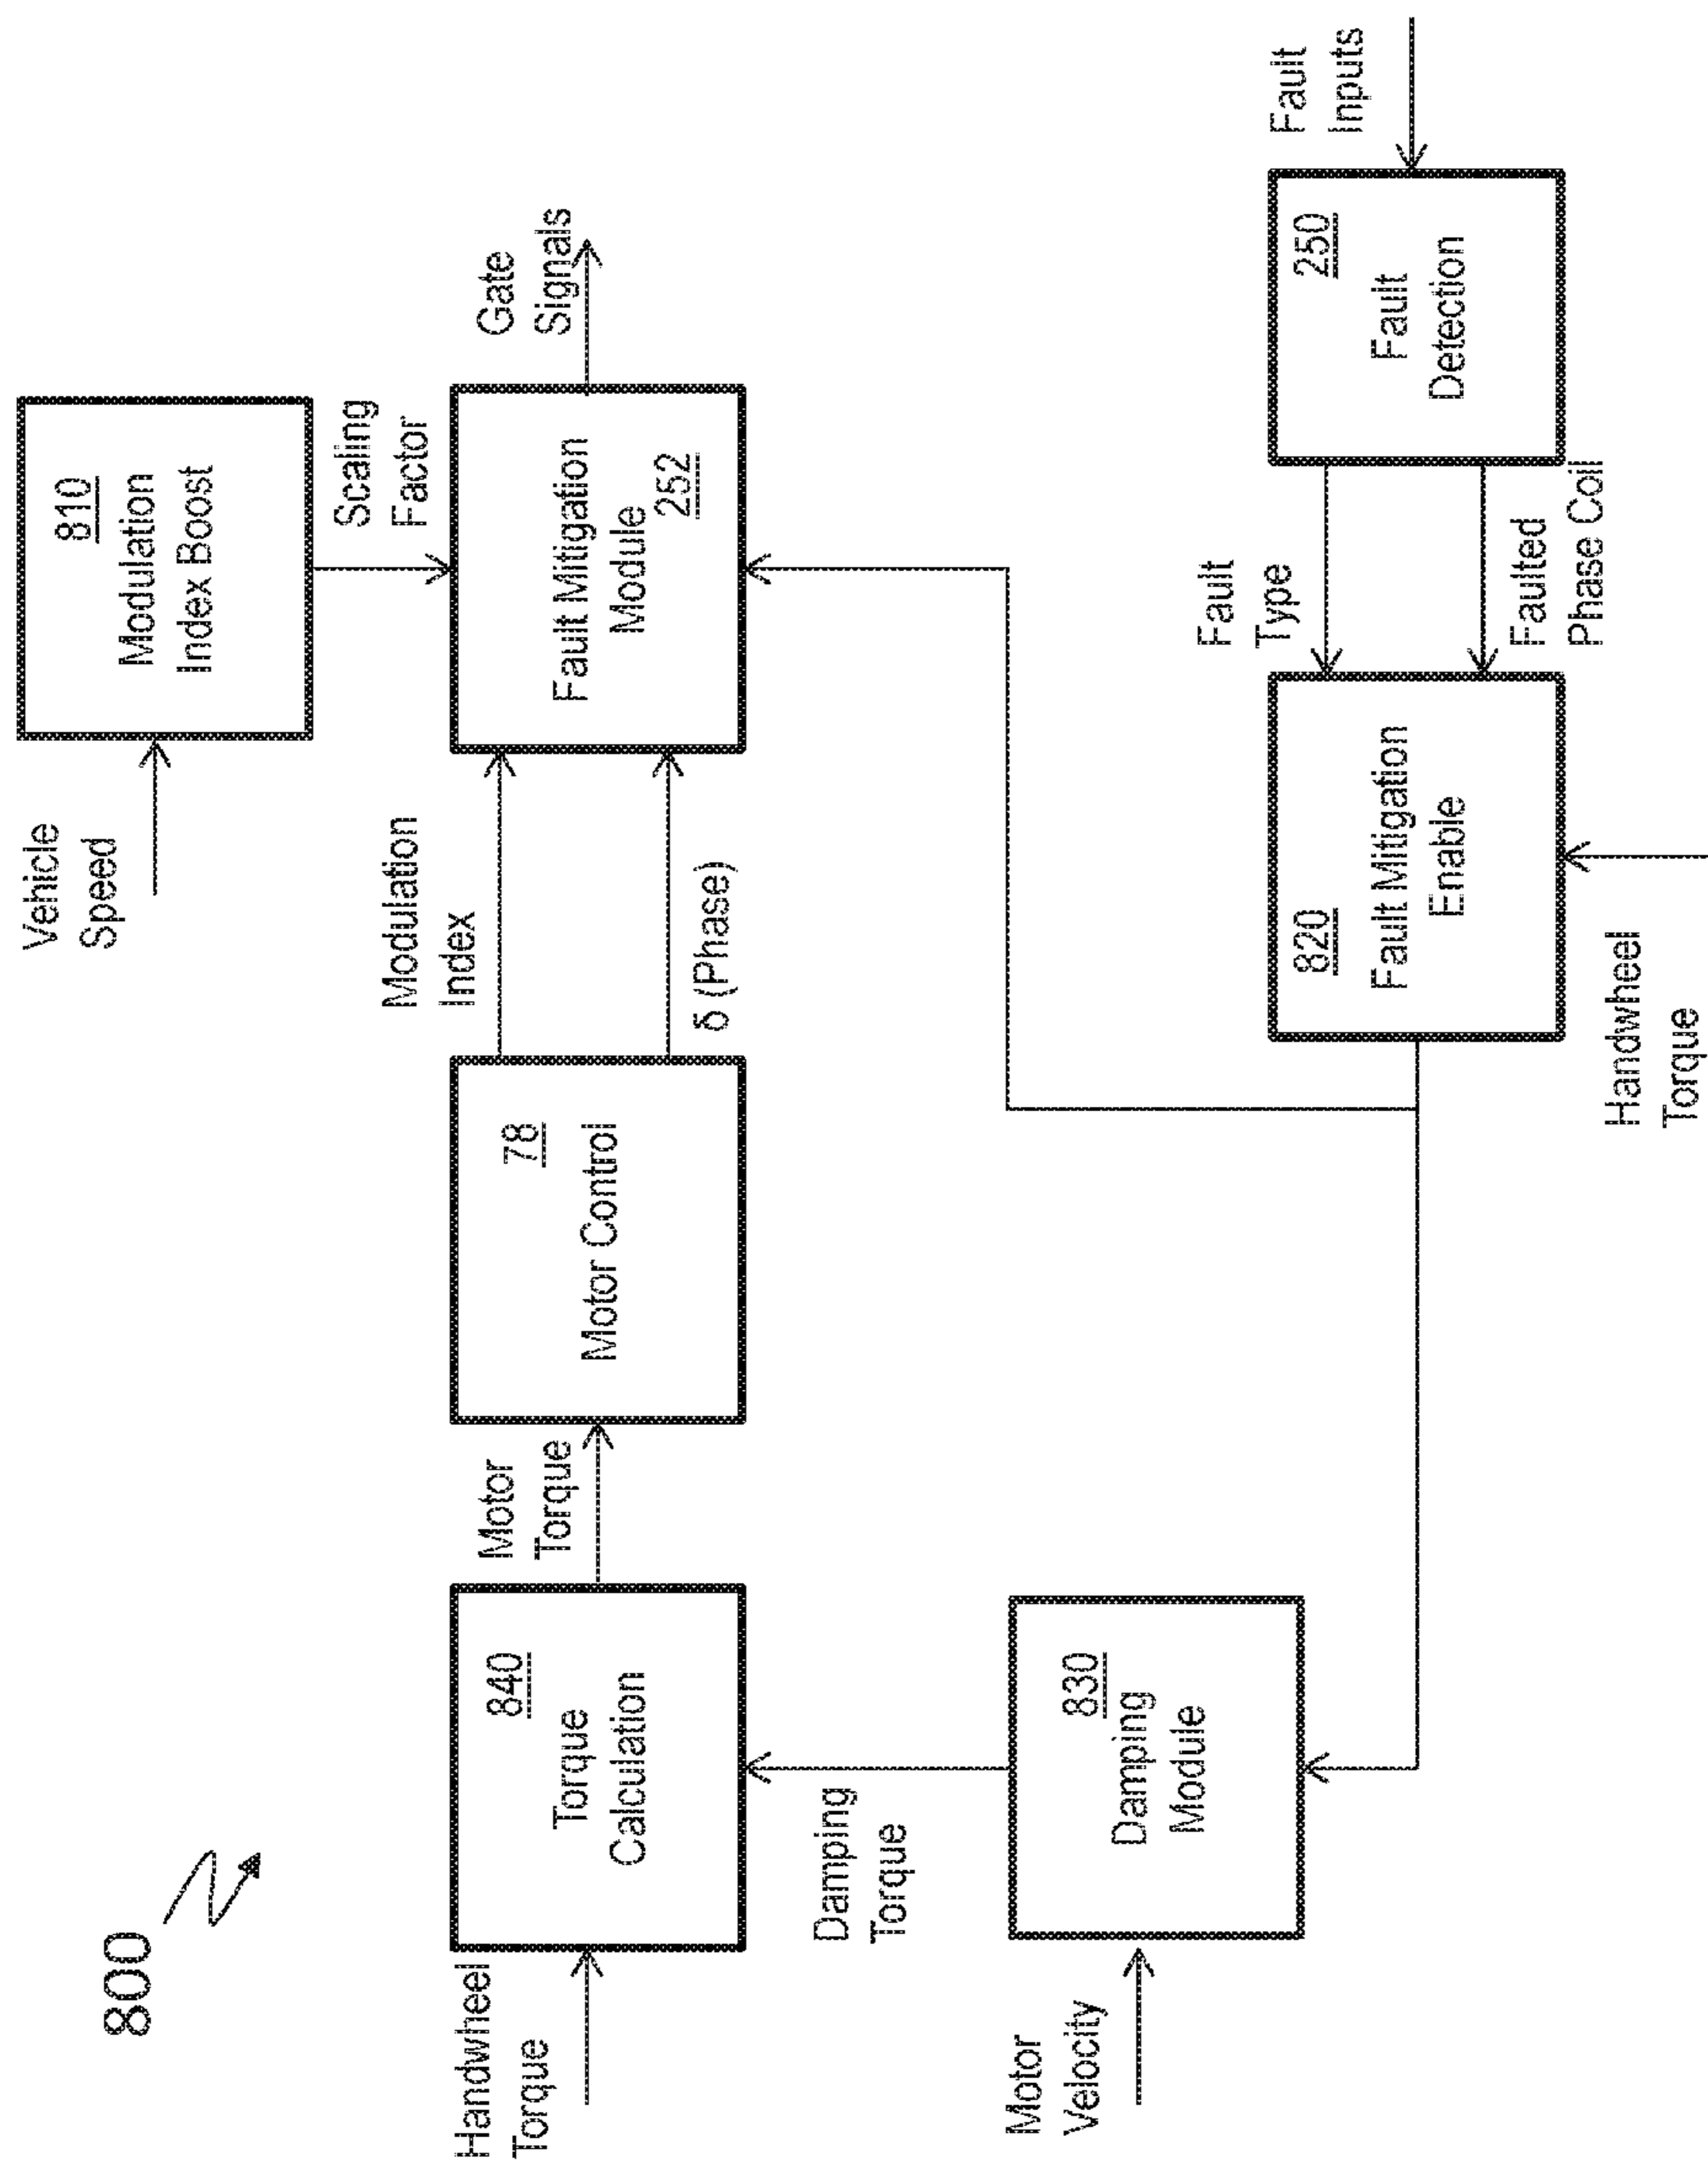 800
Vehicle
Speed
810
Modulation
Index Boost
Scaling
Factor
Handwheel
Torque
840
Torque
Calculation
Motor
Torque
78
Motor Control
Modulation
Index
δ (Phase)
Fault Mitigation
Module
252
Gate
Signals
Damping
Torque
Motor
Velocity
830
Damping
Module
820
Fault Mitigation
Enable
Fault
Type
Faulted
Phase Coil
250
Fault
Detection
Fault
Inputs
Handwheel
Torque